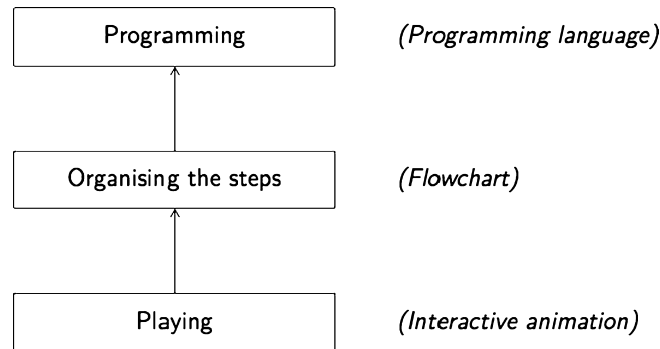 Programming (Programming language)
Organising the steps (Flowchart)
Playing (Interactive animation)